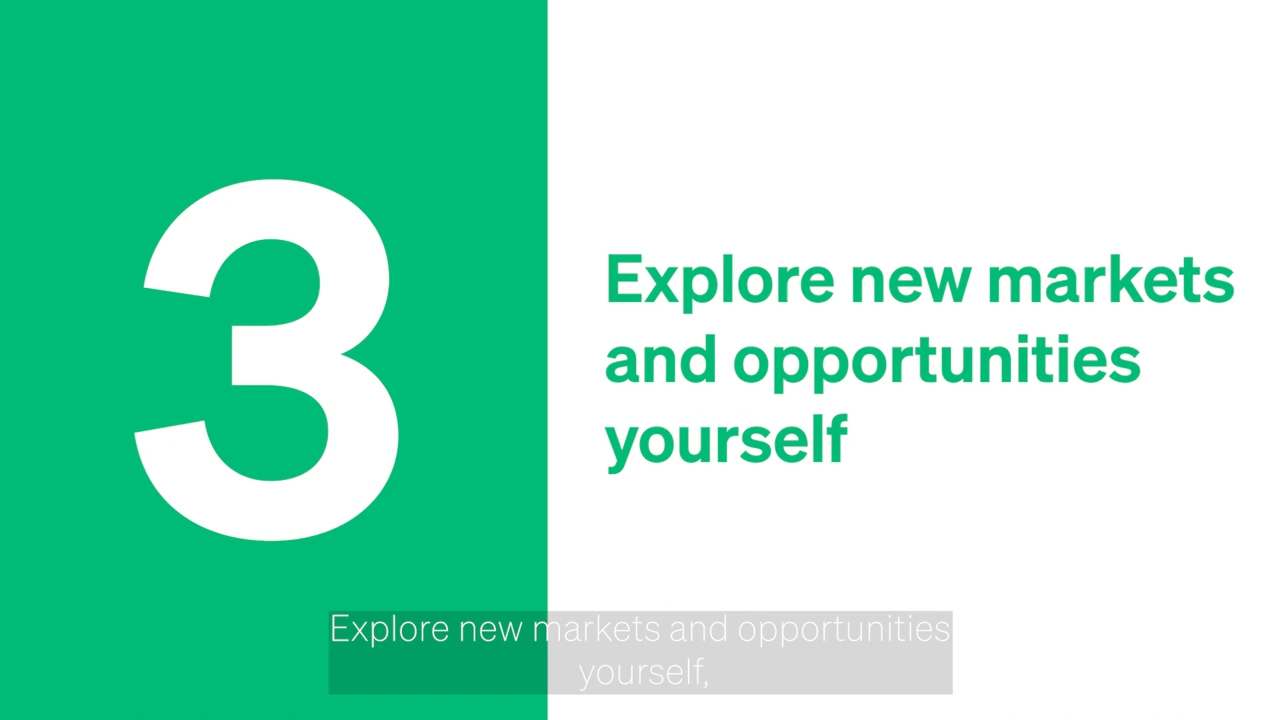 3
Explore new markets
and opportunities
yourself
Explore new markets and opportunities
yourself,